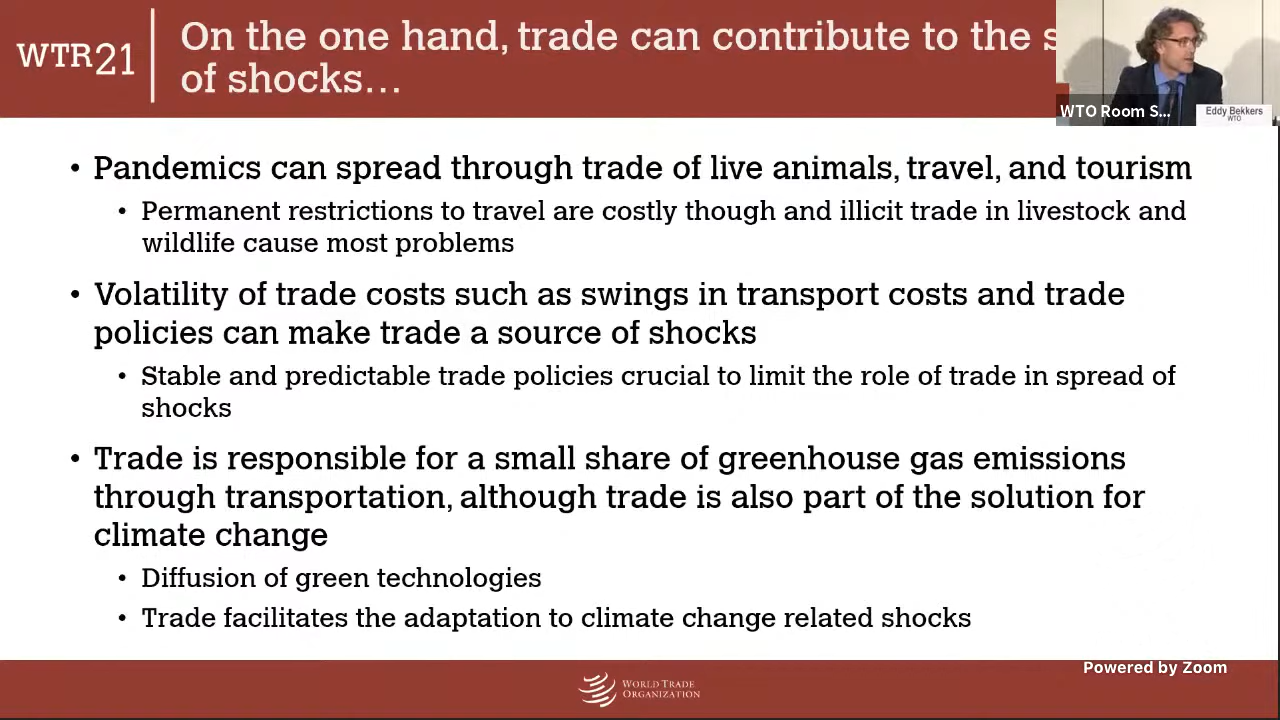 WTR21
On the one hand, trade can contribute to the
of shocks...
WTO Room S...
Eddy Bekkers
WTO
• Pandemics can spread through trade of live animals, travel, and tourism
• Permanent restrictions to travel are costly though and illicit trade in livestock and
wildlife cause most problems
• Volatility of trade costs such as swings in transport costs and trade
policies can make trade a source of shocks
• Stable and predictable trade policies crucial to limit the role of trade in spread of
shocks
• Trade is responsible for a small share of greenhouse gas emissions
through transportation, although trade is also part of the solution for
climate change
• Diffusion of green technologies
• Trade facilitates the adaptation to climate change related shocks
Powered by Zoom
WORLD TRADE
ORGANIZATION